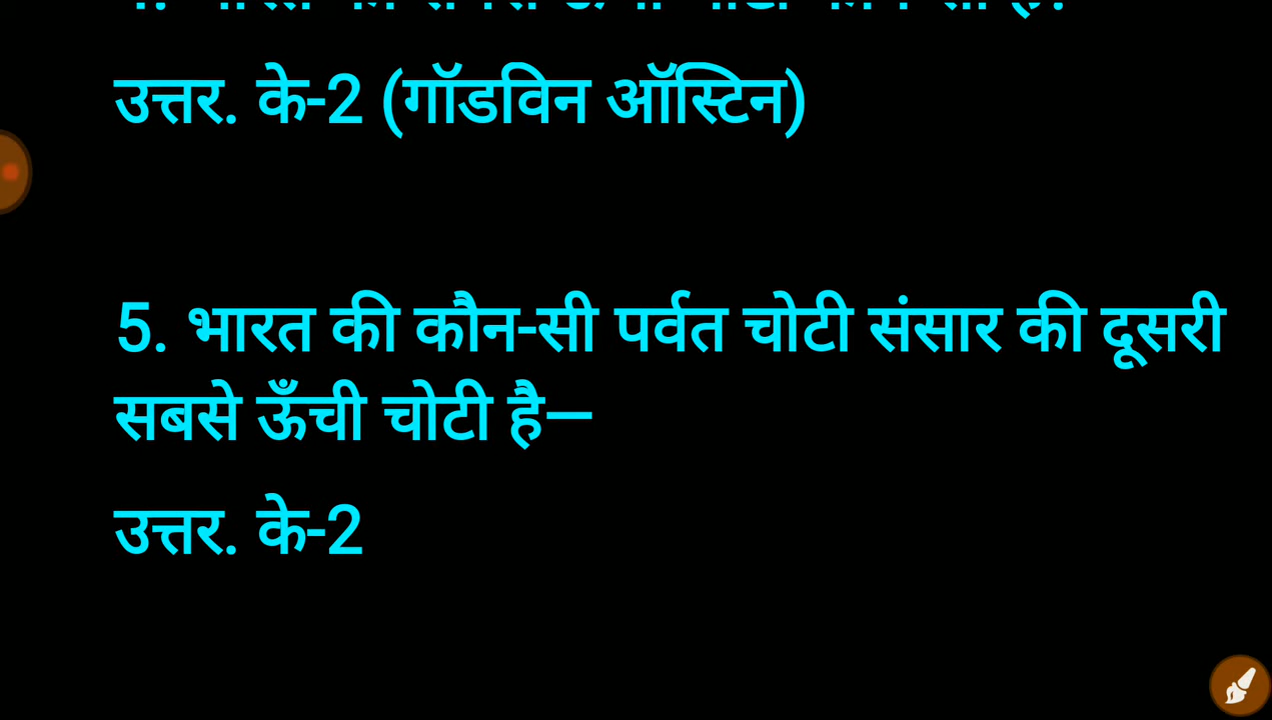 उत्तर. के-2 (गॉडविन ऑस्टिन)
5. भारत की कौन-सी पर्वत चोटी संसार की दूसरी
सबसे ऊँची चोटी है—
उत्तर. के-2